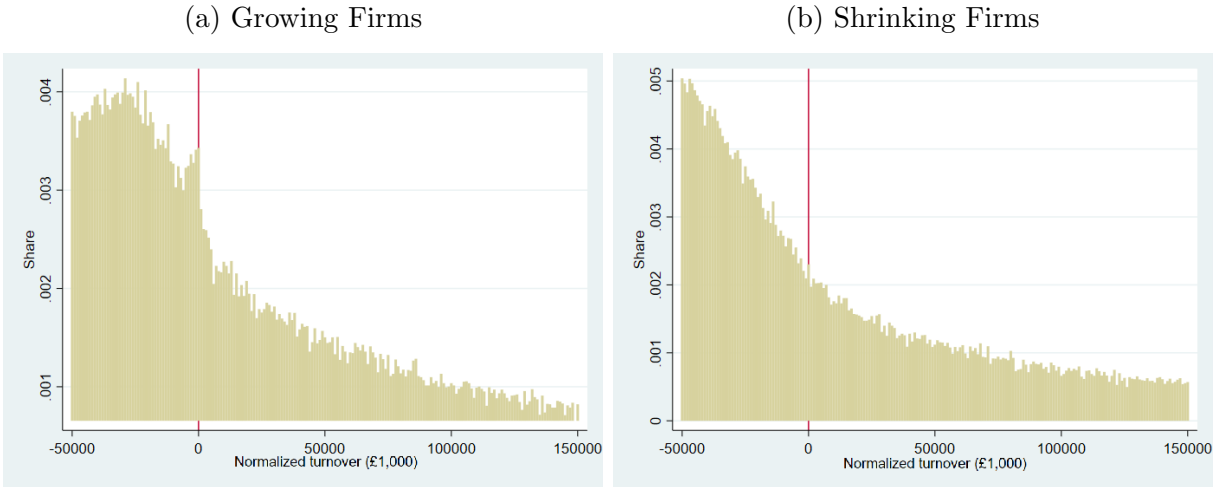 (a) Growing Firms
.004
.003
.002
.001
Share
-50000 0 50000 100000 150000
Normalized turnover (£1,000)
(b) Shrinking Firms
.005
.004
.003
.002
.001
0
Share
-50000 0 50000 100000 150000
Normalized turnover (£1,000)